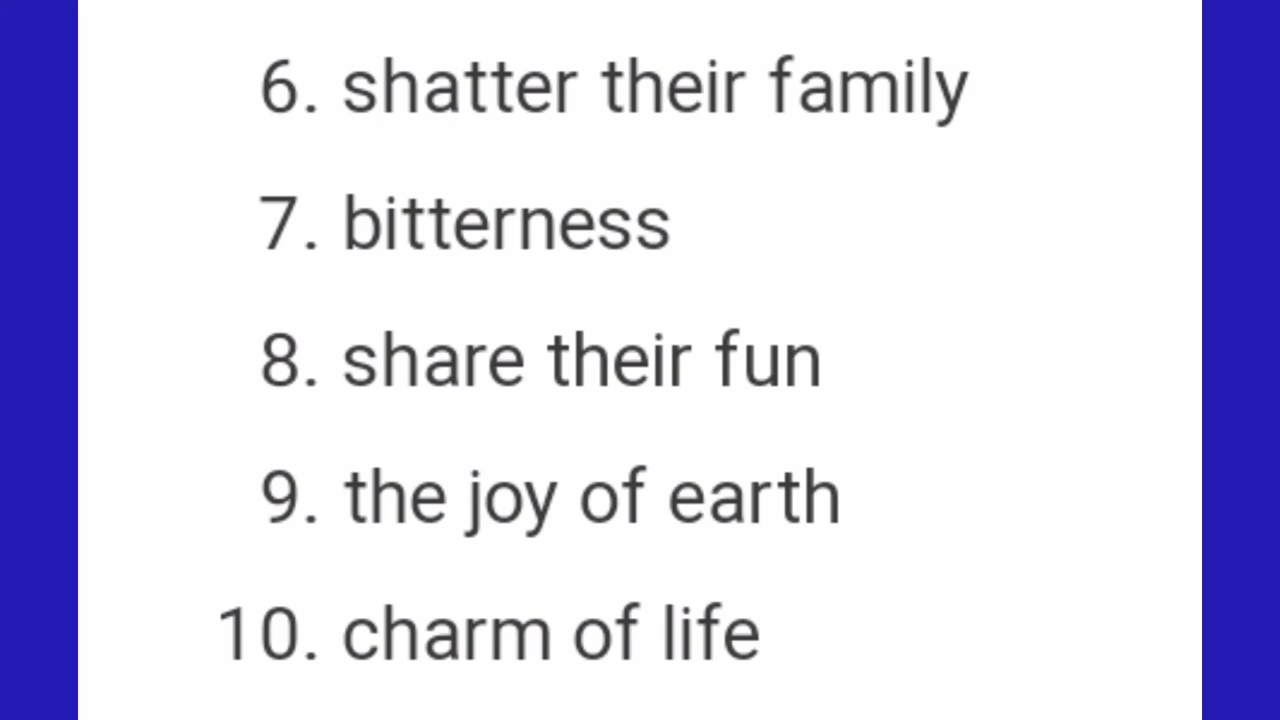 6. shatter their family
7. bitterness
8. share their fun
9. the joy of earth
10. charm of life